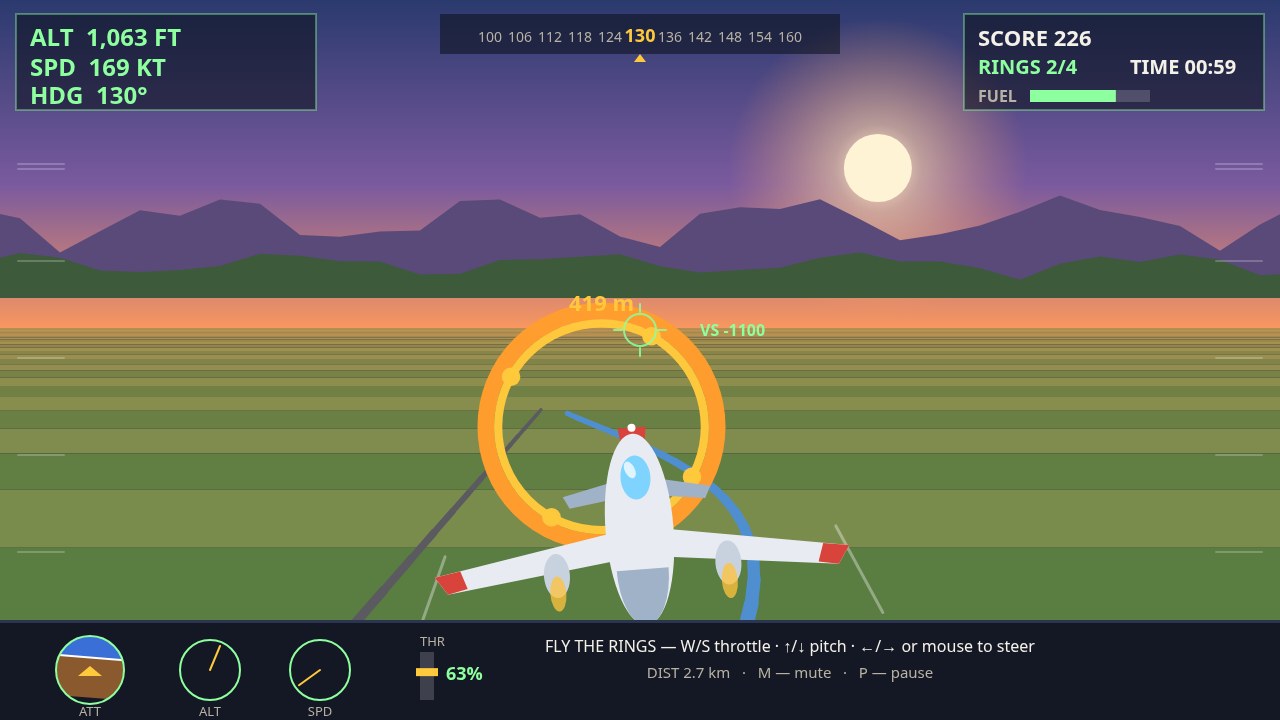 ALT 1,063 FT
SPD 169 KT
HDG 130°
100 106 112 118 124 130 136 142 148 154 160
SCORE 226
RINGS 2/4 TIME 00:59
FUEL
419 m
VS -1100
ATT
ALT
SPD
THR
63%
FLY THE RINGS — W/S throttle · ↑/↓ pitch · ←/→ or mouse to steer
DIST 2.7 km · M — mute · P — pause